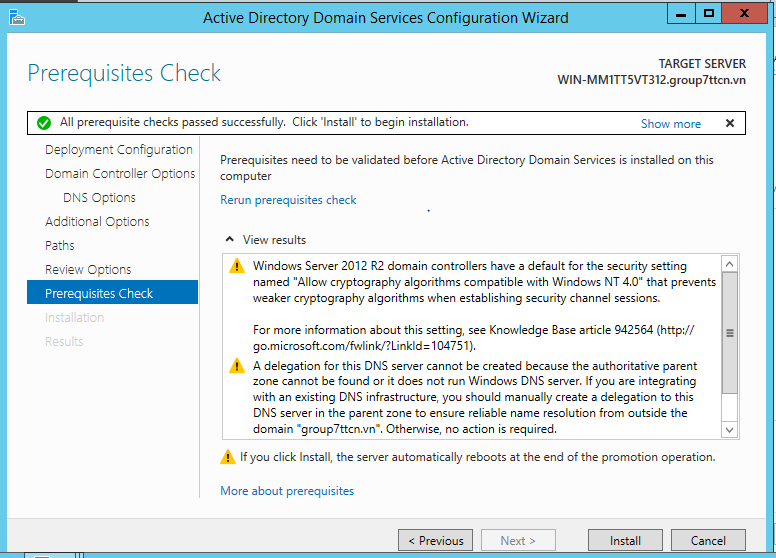 Active Directory Domain Services Configuration Wizard
Prerequisites Check
TARGET SERVER
WIN-MM1TT5VT312.group7ttcn.vn
All prerequisite checks passed successfully. Click 'Install' to begin installation.
Show more
Deployment Configuration
Domain Controller Options
DNS Options
Additional Options
Paths
Review Options
Prerequisites Check
Installation
Results
Prerequisites need to be validated before Active Directory Domain Services is installed on this
computer
Rerun prerequisites check
View results
Windows Server 2012 R2 domain controllers have a default for the security setting
named "Allow cryptography algorithms compatible with Windows NT 4.0" that prevents
weaker cryptography algorithms when establishing security channel sessions.
For more information about this setting, see Knowledge Base article 942564 (http://
go.microsoft.com/fwlink/?LinkId=104751).
A delegation for this DNS server cannot be created because the authoritative parent
zone cannot be found or it does not run Windows DNS server. If you are integrating
with an existing DNS infrastructure, you should manually create a delegation to this
DNS server in the parent zone to ensure reliable name resolution from outside the
domain "group7ttcn.vn". Otherwise, no action is required.
If you click Install, the server automatically reboots at the end of the promotion operation.
More about prerequisites
< Previous
Next >
Install
Cancel